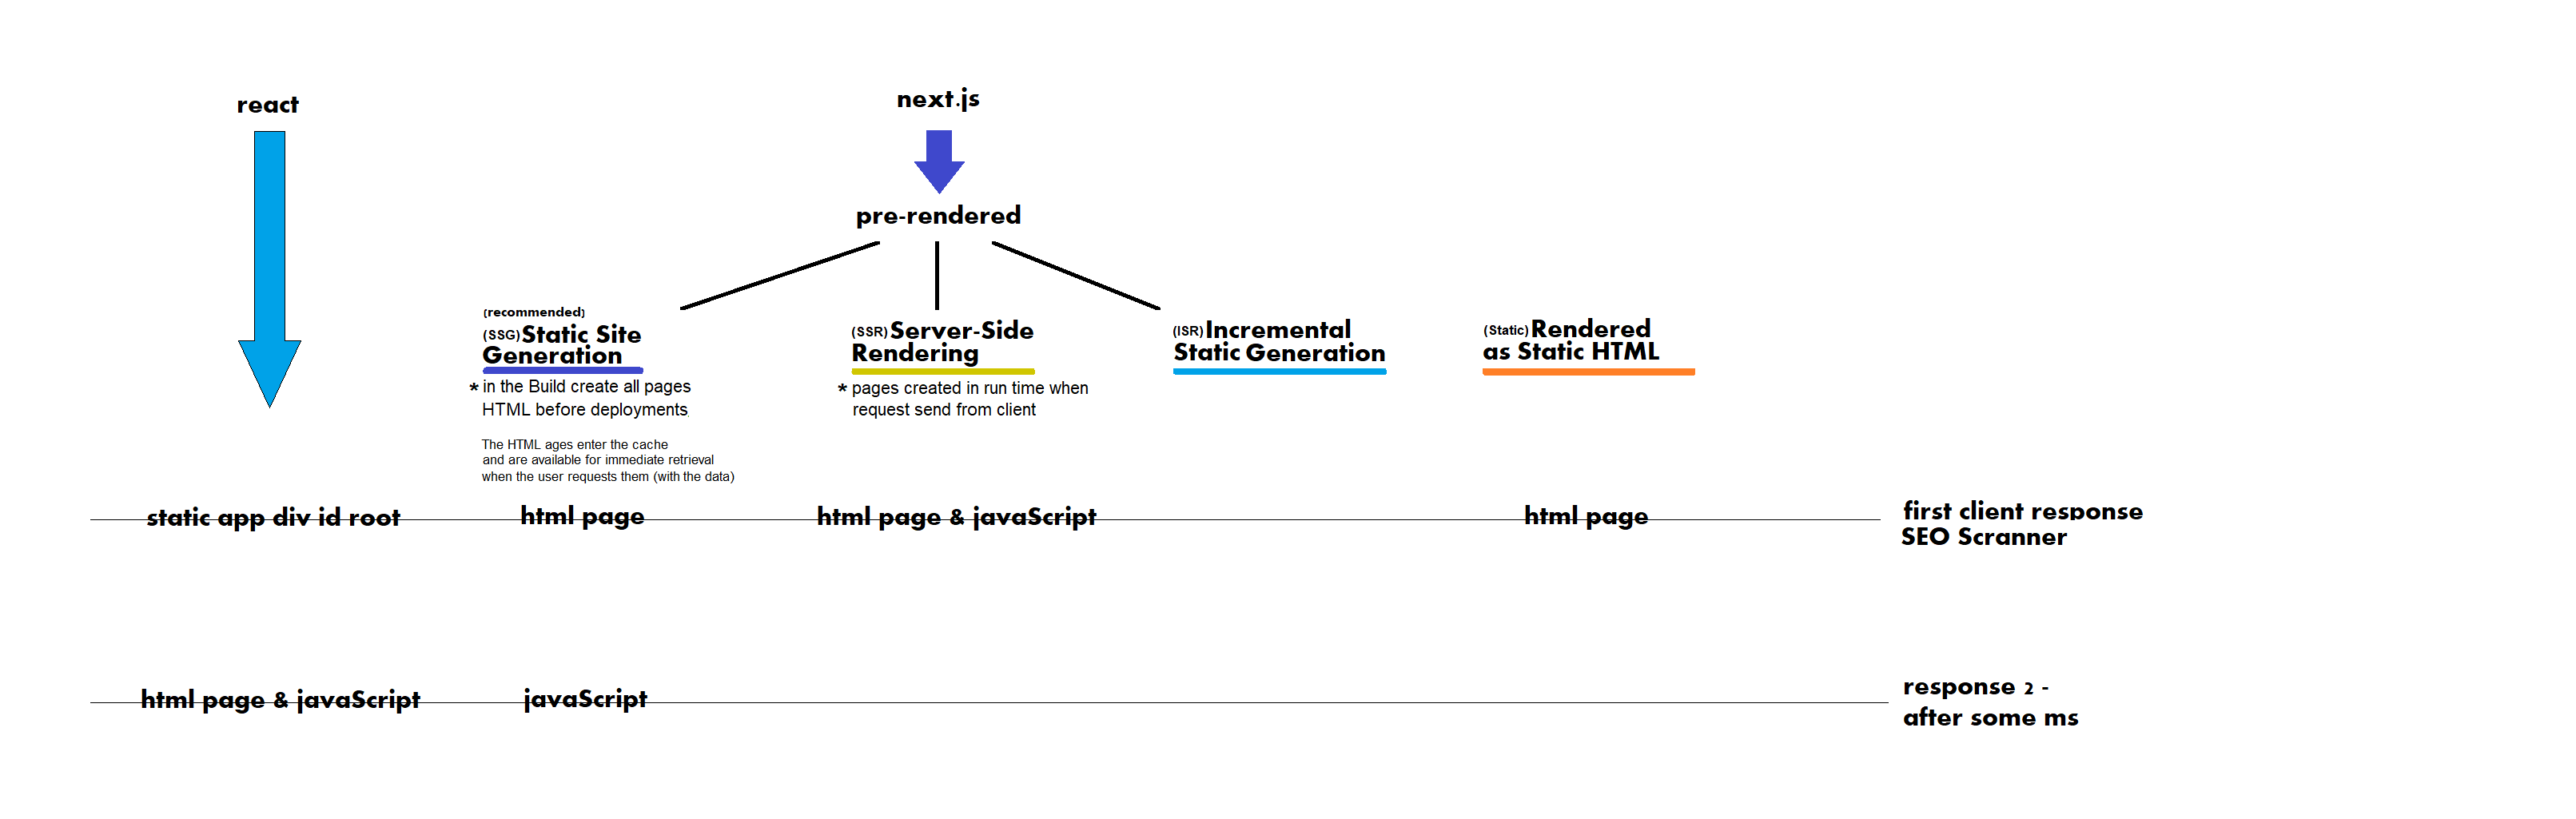 react
next.js
pre-rendered
(recommended)
(SSG)Static Site
Generation
* in the Build create all pages
HTML before deployments
The HTML ages enter the cache
and are available for immediate retrieval
when the user requests them (with the data)
(SSR)Server-Side
Rendering
* pages created in run time when
request send from client
(ISR)Incremental
Static Generation
(Static)Rendered
as Static HTML
static app div id root
html page
html page & javaScript
html page
first client response
SEO Scranner
html page & javaScript
javaScript
response 2 -
after some ms